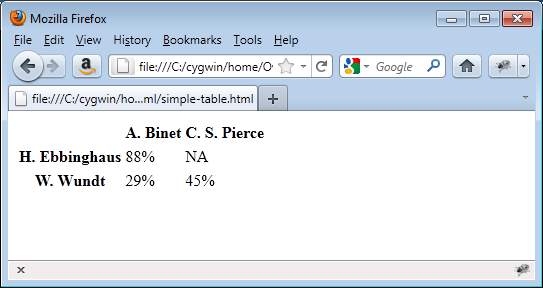 Mozilla Firefox
File Edit View History Bookmarks Tools Help
file:///C:/cygwin/home/O Google
file:///C:/cygwin/ho...ml/simple-table.html
A. Binet C. S. Pierce
H. Ebbinghaus 88% NA
W. Wundt 29% 45%